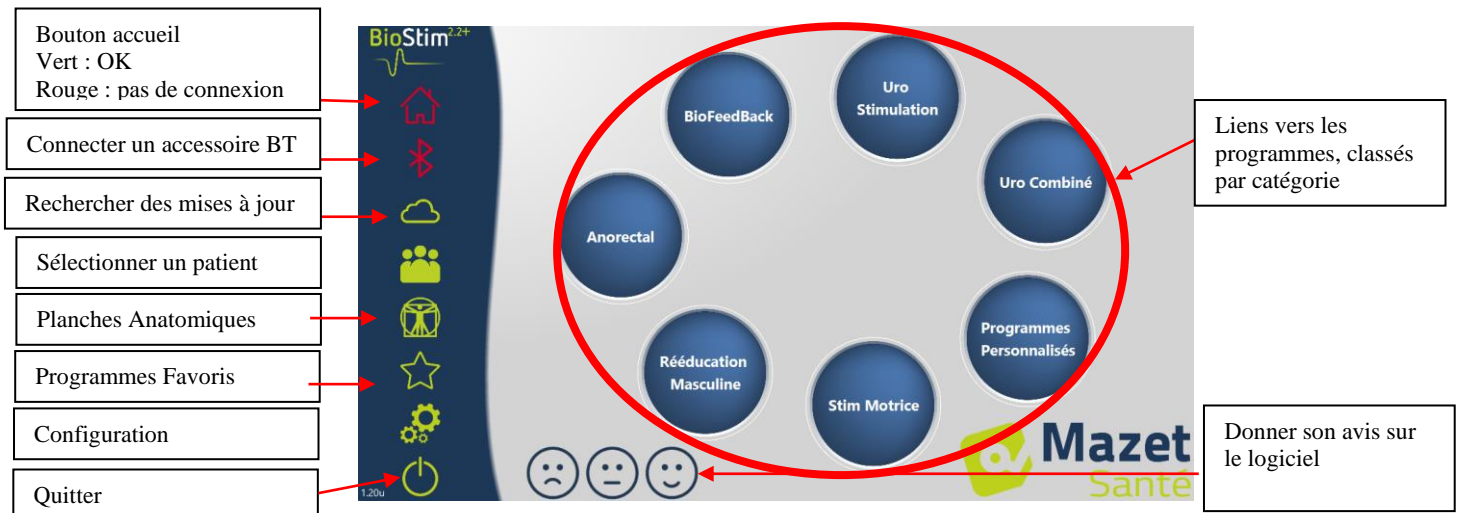 Bouton accueil
Vert : OK
Rouge : pas de connexion
Connecter un accessoire BT
Rechercher des mises à jour
Sélectionner un patient
Planches Anatomiques
Programmes Favoris
Configuration
Quitter
BioStim2.2+
1.20u
BioFeedBack
Uro
Stimulation
Uro Combiné
Anorectal
Programmes
Personnalisés
Rééducation
Masculine
Stim Motrice
Mazet
Santé
Liens vers les
programmes, classés
par catégorie
Donner son avis sur
le logiciel